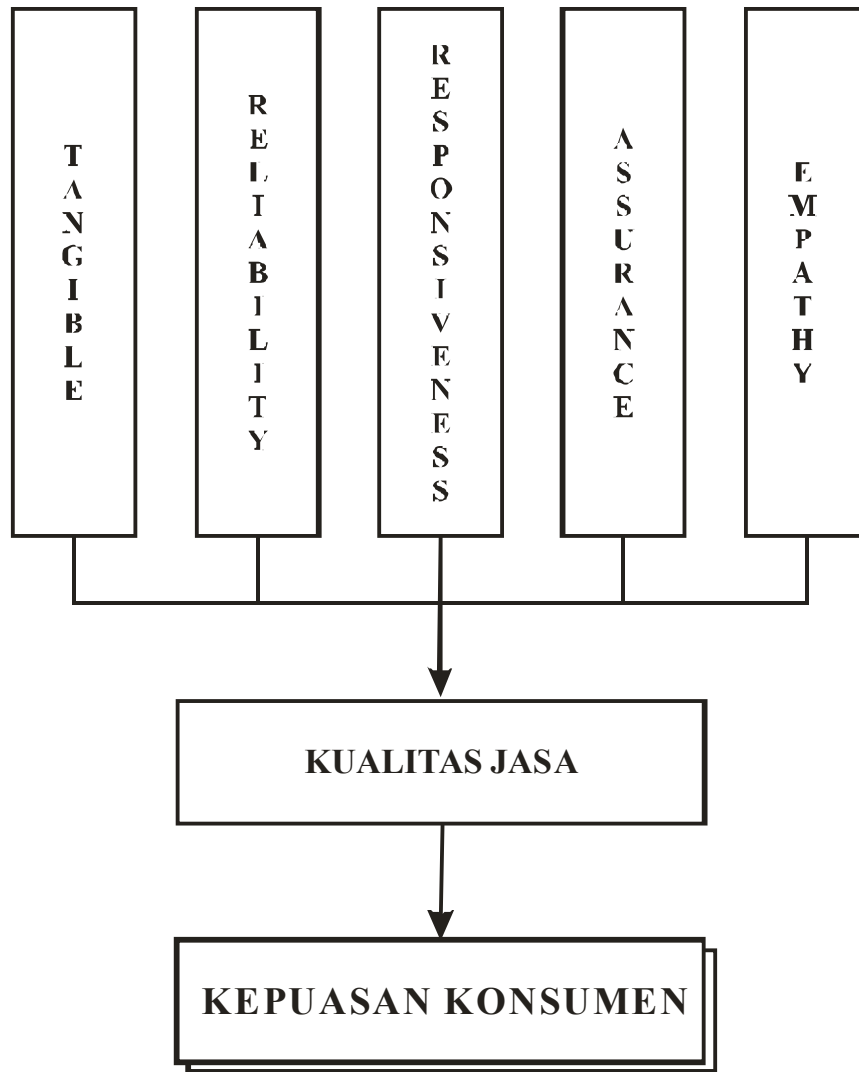 TANGIBLE
RELIABILITY
RESPONSIVENESS
ASSURANCE
EMPATHY
KUALITAS JASA
KEPUASAN KONSUMEN